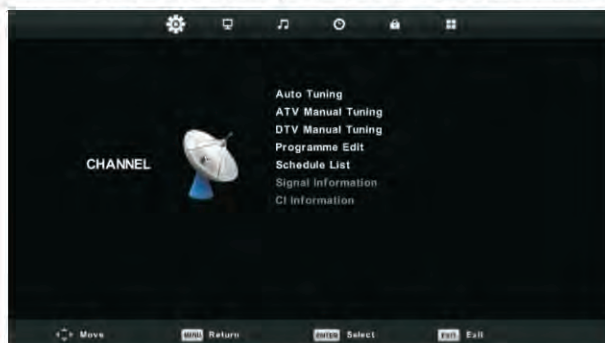 Auto Tuning
ATV Manual Tuning
DTV Manual Tuning
Programme Edit
CHANNEL
Schedule List
Signal Information
CI Information
Move MENU Return ENTER Select EXIT Exit